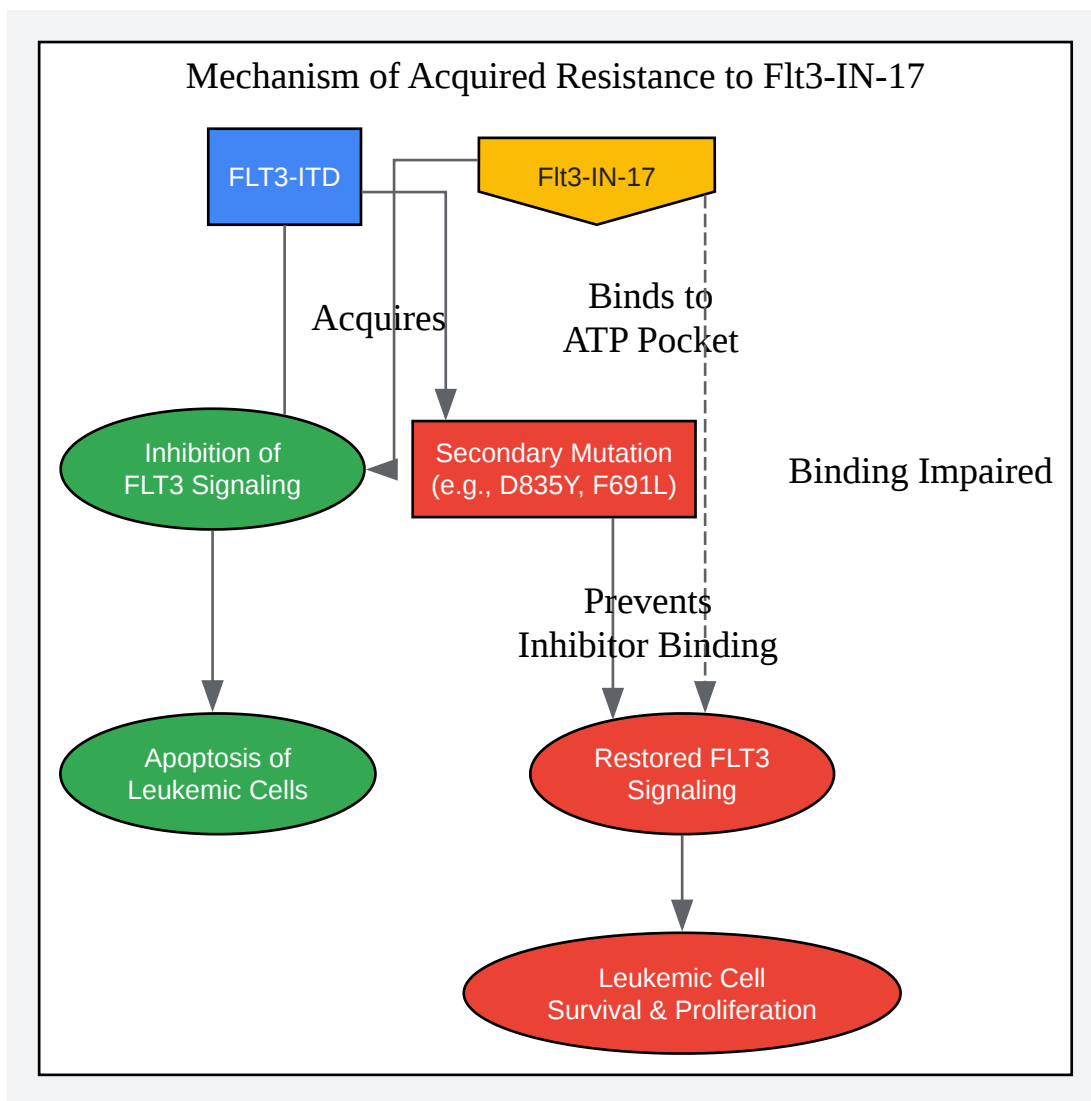 Mechanism of Acquired Resistance to Flt3-IN-17
FLT3-ITD
Flt3-IN-17
Acquires
Binds to
ATP Pocket
Inhibition of
FLT3 Signaling
Secondary Mutation
(e.g., D835Y, F691L)
Binding Impaired
Prevents
Inhibitor Binding
Apoptosis of
Leukemic Cells
Restored FLT3
Signaling
Leukemic Cell
Survival & Proliferation